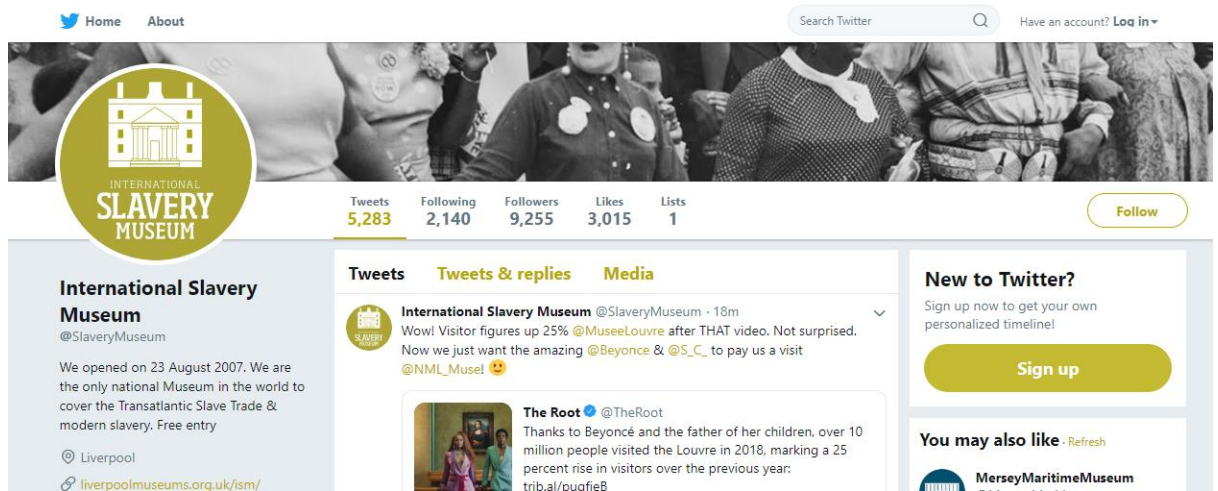 Home About
Search Twitter
Have an account? Log in
INTERNATIONAL
SLAVERY
MUSEUM
Tweets Following Followers Likes Lists
5,283 2,140 9,255 3,015 1
Follow
International Slavery
Museum
@SlaveryMuseum
We opened on 23 August 2007. We are
the only national Museum in the world to
cover the Transatlantic Slave Trade &
modern slavery. Free entry
Liverpool
liverpoolmuseums.org.uk/ism/
Tweets Tweets & replies Media
SLAVERY
International Slavery Museum @SlaveryMuseum · 18m
Wow! Visitor figures up 25% @MuseeLouvre after THAT video. Not surprised.
Now we just want the amazing @Beyonce & @S_C_ to pay us a visit
@NML_Muse! 🙂
The Root @TheRoot
Thanks to Beyoncé and the father of her children, over 10
million people visited the Louvre in 2018, marking a 25
percent rise in visitors over the previous year:
trib.al/puqfieB
New to Twitter?
Sign up now to get your own
personalized timeline!
Sign up
You may also like · Refresh
MerseyMaritimeMuseum